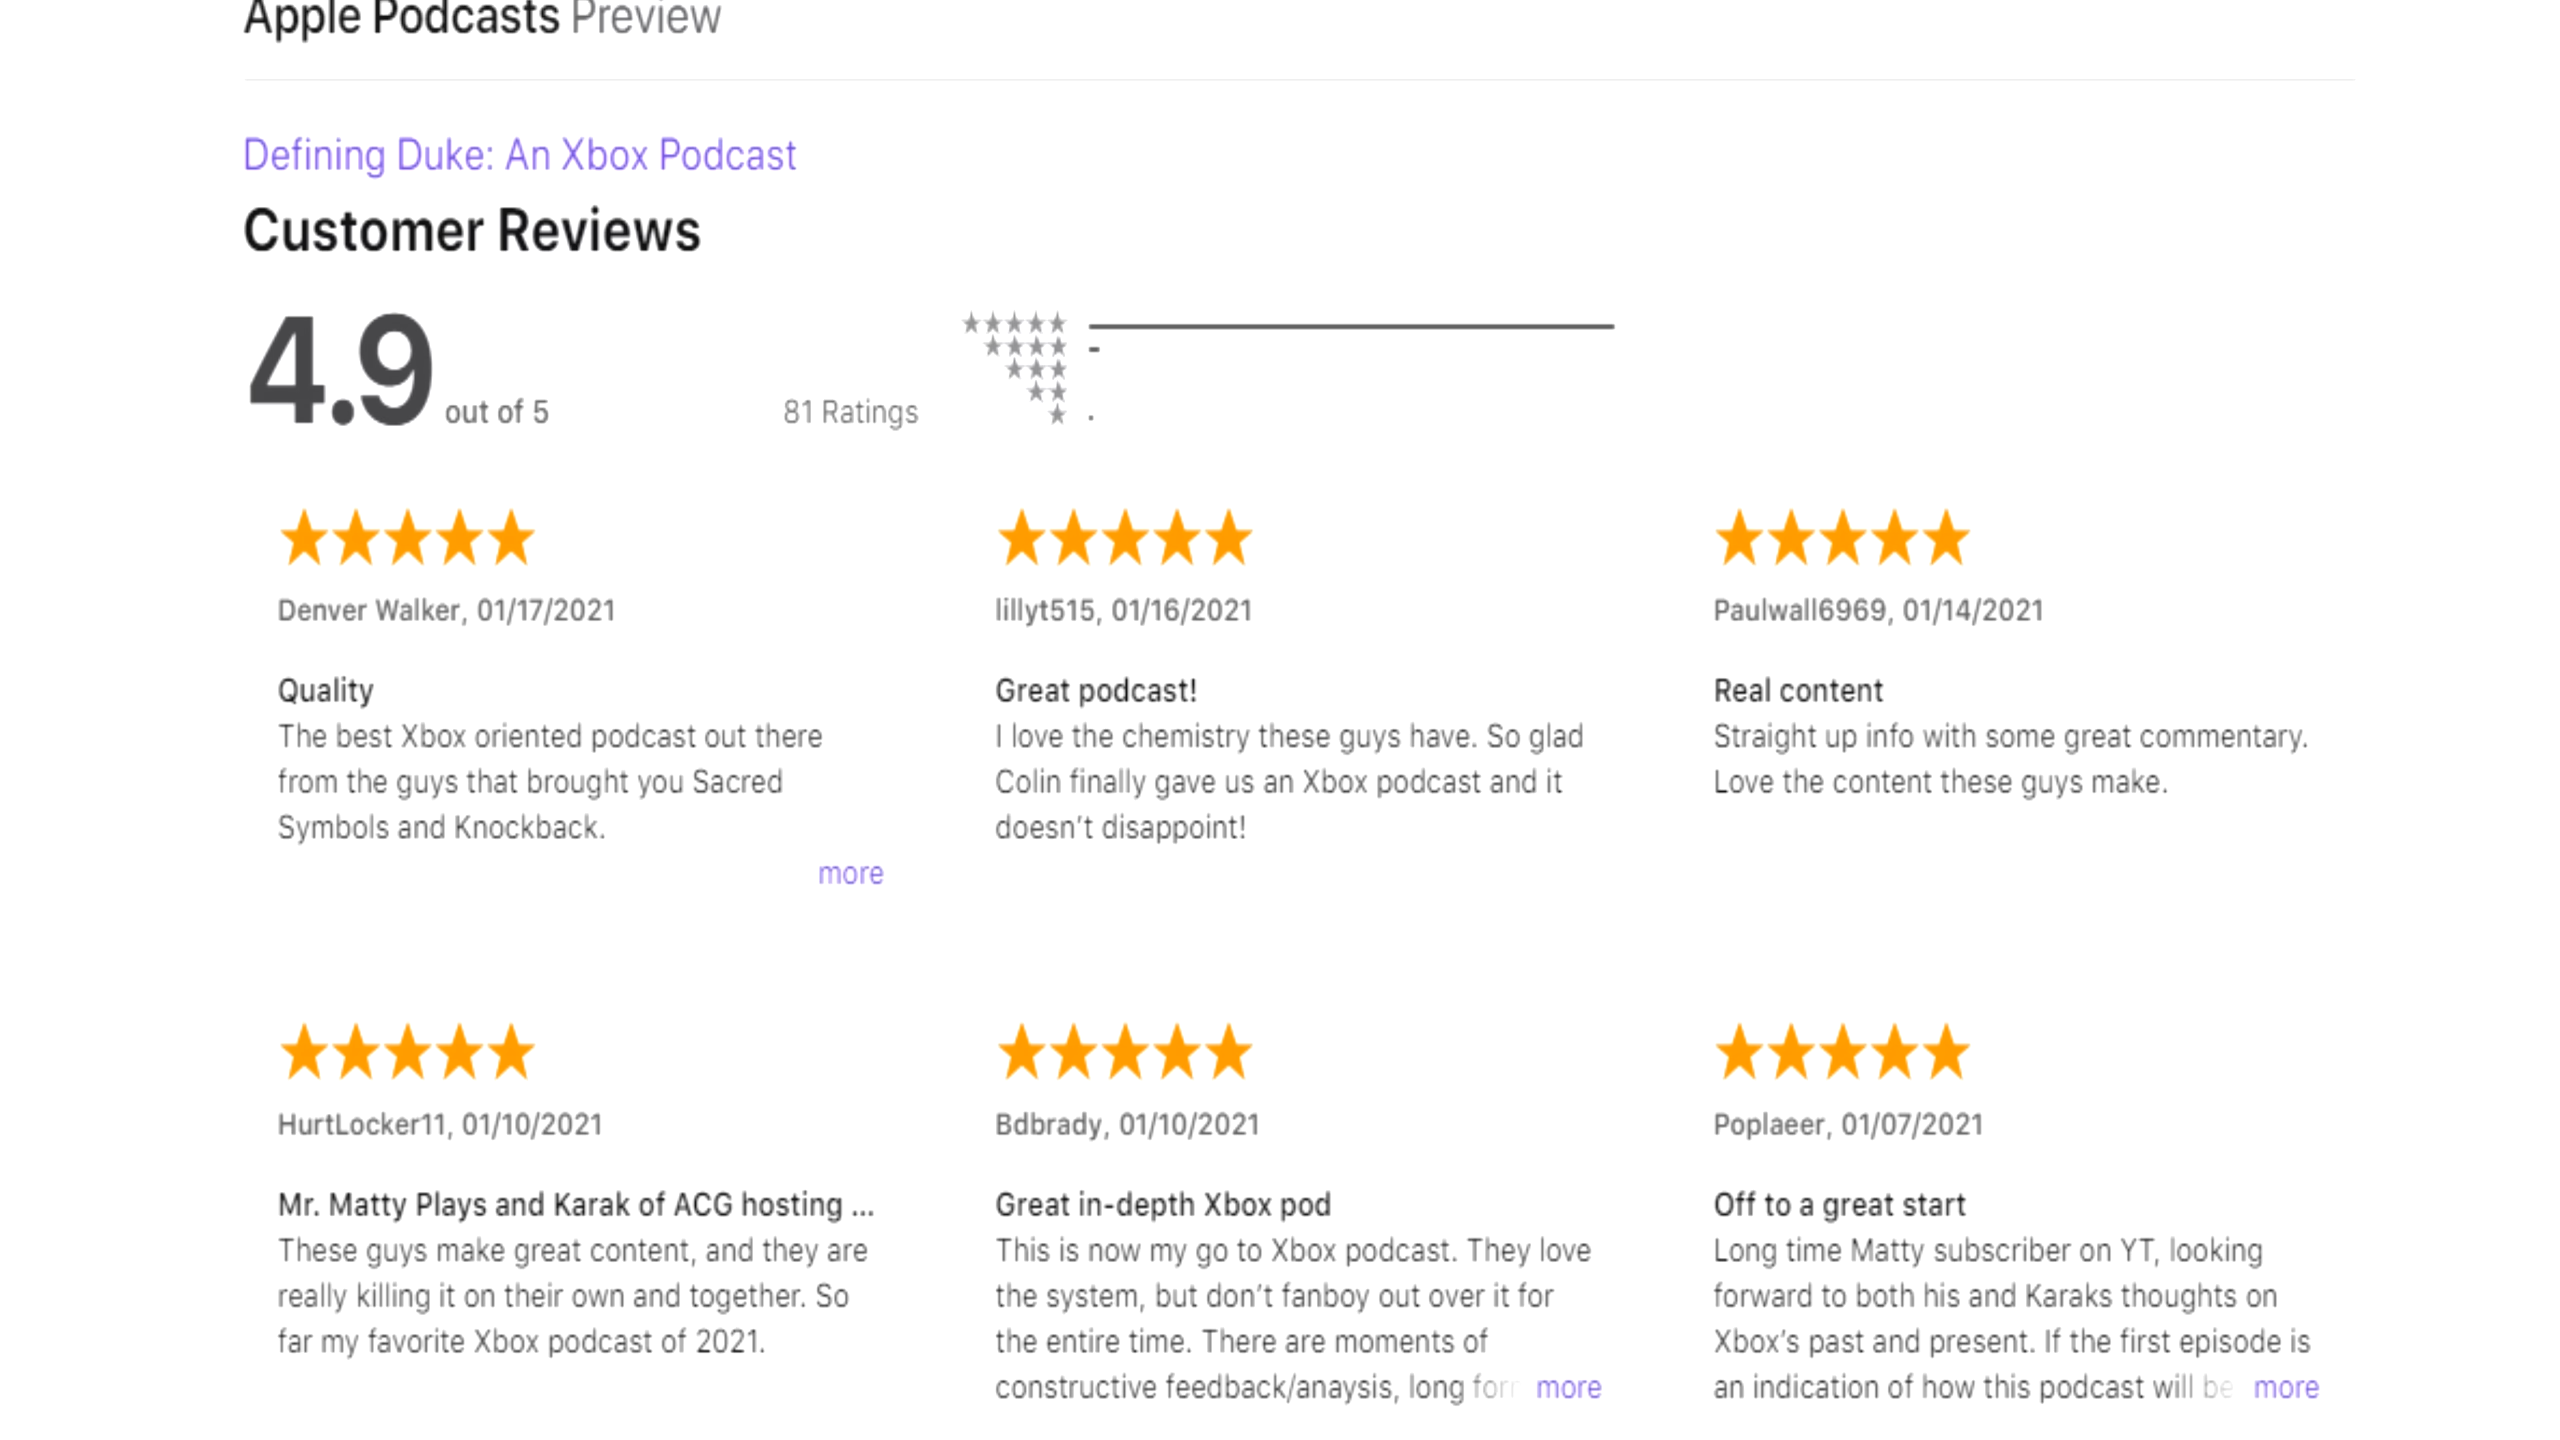 Apple Podcasts Preview
Defining Duke: An Xbox Podcast
Customer Reviews
4.9 out of 5
81 Ratings
Denver Walker, 01/17/2021
Quality
The best Xbox oriented podcast out there
from the guys that brought you Sacred
Symbols and Knockback.
more
lillyt515, 01/16/2021
Great podcast!
I love the chemistry these guys have. So glad
Colin finally gave us an Xbox podcast and it
doesn’t disappoint!
Paulwall6969, 01/14/2021
Real content
Straight up info with some great commentary.
Love the content these guys make.
HurtLocker11, 01/10/2021
Mr. Matty Plays and Karak of ACG hosting ...
These guys make great content, and they are
really killing it on their own and together. So
far my favorite Xbox podcast of 2021.
Bdbrady, 01/10/2021
Great in-depth Xbox pod
This is now my go to Xbox podcast. They love
the system, but don’t fanboy out over it for
the entire time. There are moments of
constructive feedback/anaysis, long more
Poplaeer, 01/07/2021
Off to a great start
Long time Matty subscriber on YT, looking
forward to both his and Karaks thoughts on
Xbox’s past and present. If the first episode is
an indication of how this podcast will be more